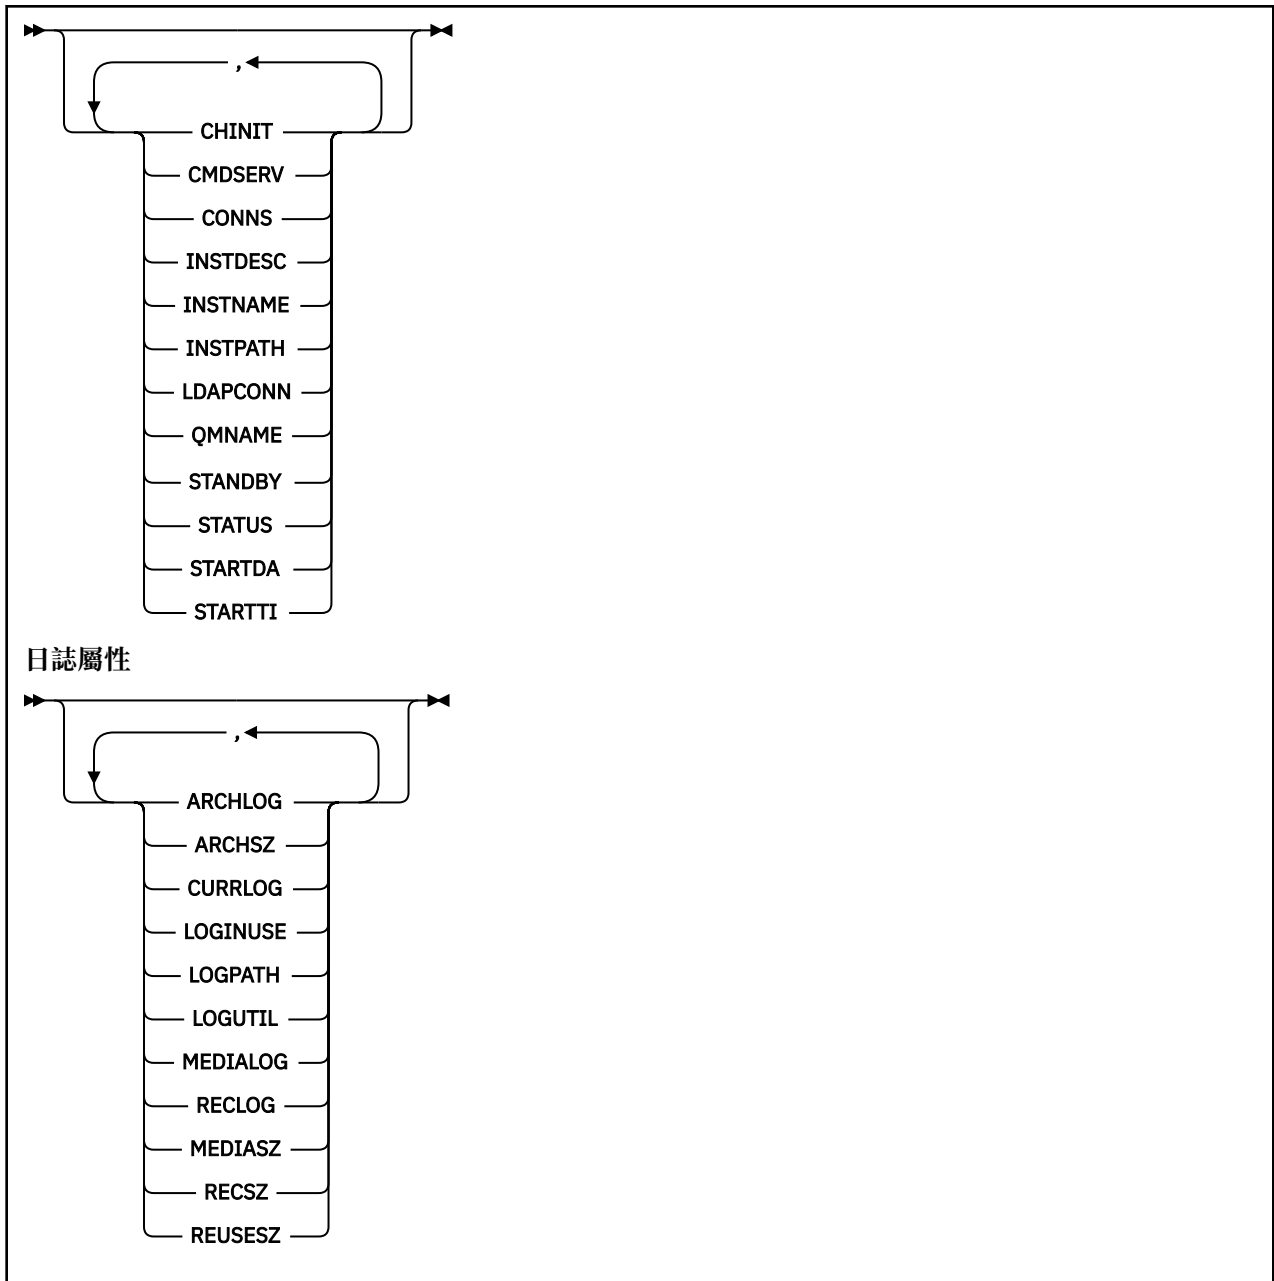 ,
CHINIT
CMDSERV
CONNS
INSTDESC
INSTNAME
INSTPATH
LDAPCONN
QMNAME
STANDBY
STATUS
STARTDA
STARTTI
日誌屬性
,
ARCHLOG
ARCHSZ
CURRLOG
LOGINUSE
LOGPATH
LOGUTIL
MEDIALOG
RECLOG
MEDIASZ
RECSZ
REUSESZ